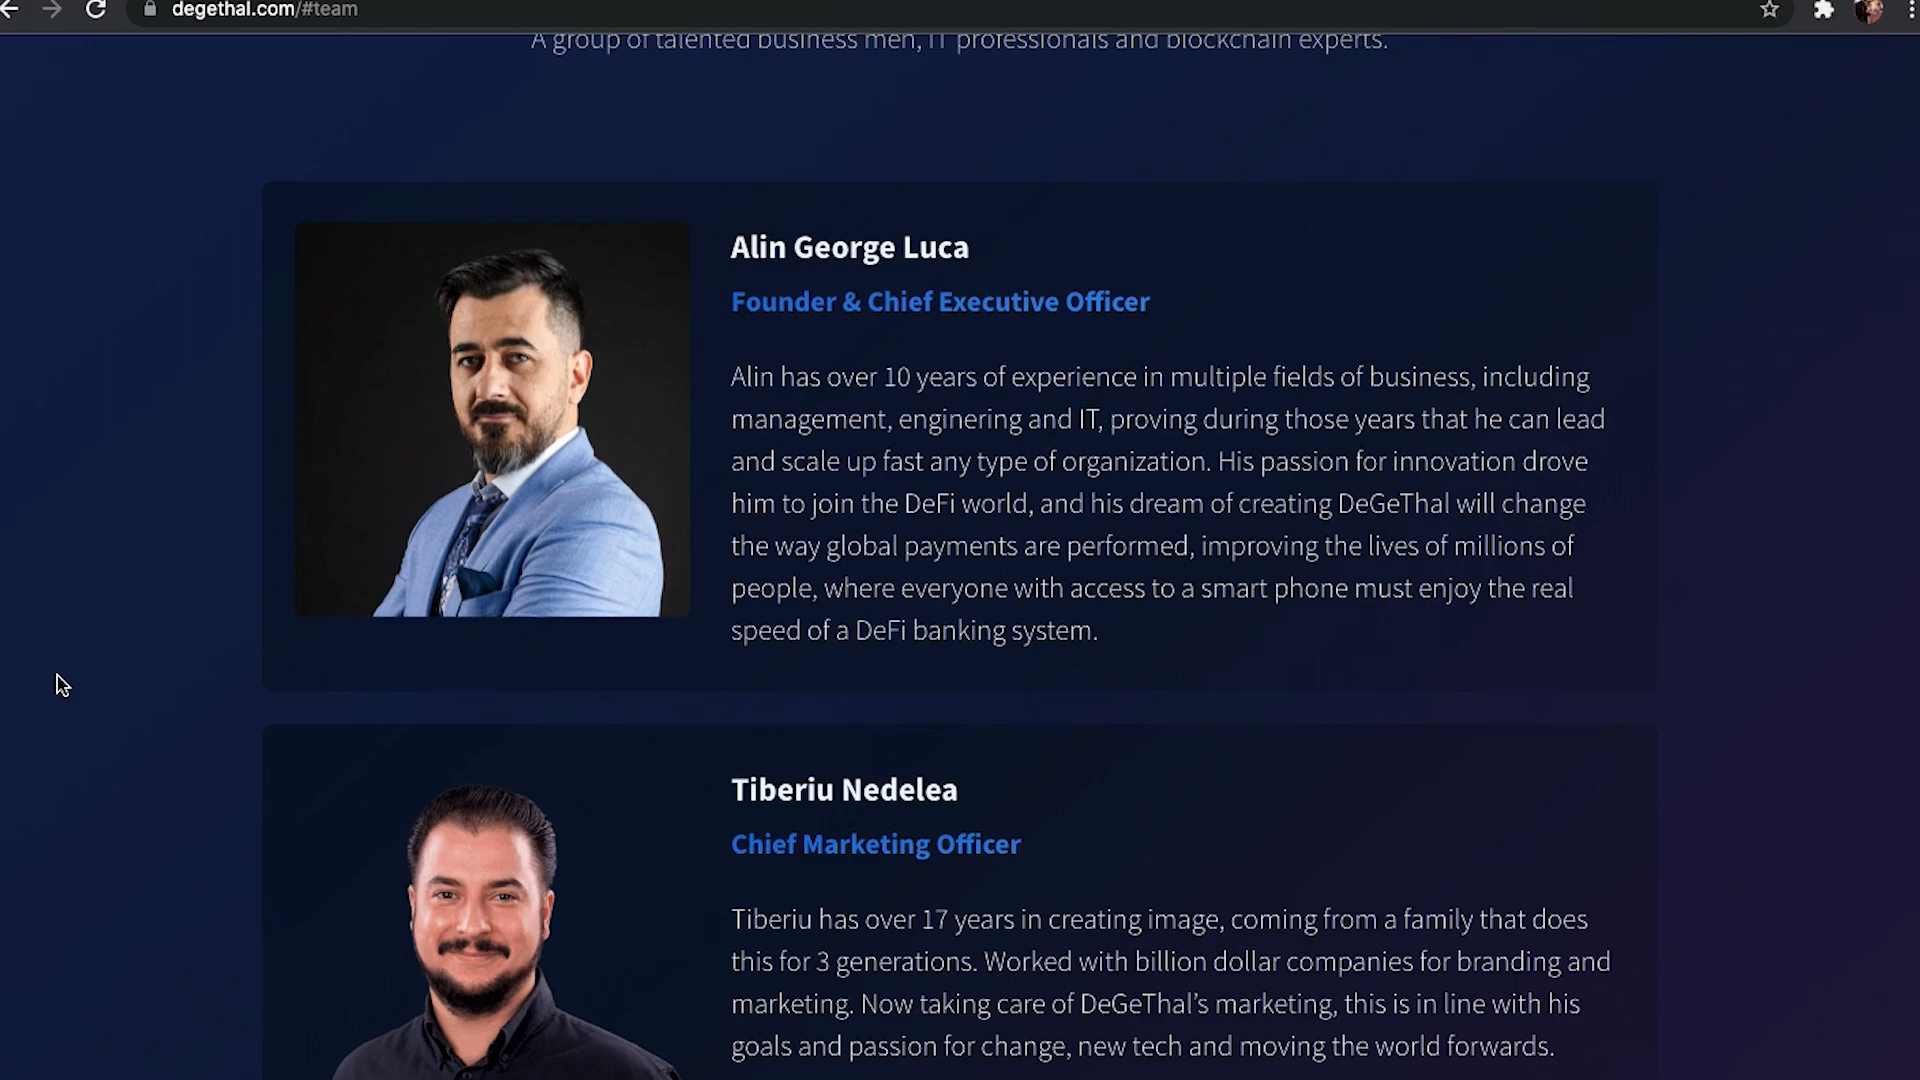 degethal.com/#team
A group of talented business men, IT professionals and blockchain experts.
Alin George Luca
Founder & Chief Executive Officer
Alin has over 10 years of experience in multiple fields of business, including
management, enginering and IT, proving during those years that he can lead
and scale up fast any type of organization. His passion for innovation drove
him to join the DeFi world, and his dream of creating DeGeThal will change
the way global payments are performed, improving the lives of millions of
people, where everyone with access to a smart phone must enjoy the real
speed of a DeFi banking system.
Tiberiu Nedelea
Chief Marketing Officer
Tiberiu has over 17 years in creating image, coming from a family that does
this for 3 generations. Worked with billion dollar companies for branding and
marketing. Now taking care of DeGeThal’s marketing, this is in line with his
goals and passion for change, new tech and moving the world forwards.